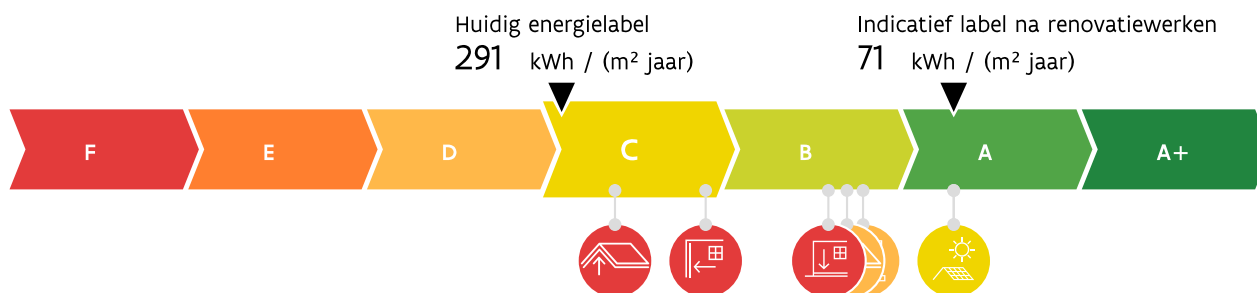 Huidig energielabel
291 kWh / (m² jaar)
Indicatief label na renovatiewerken
71 kWh / (m² jaar)
F
E
D
C
B
A
A+